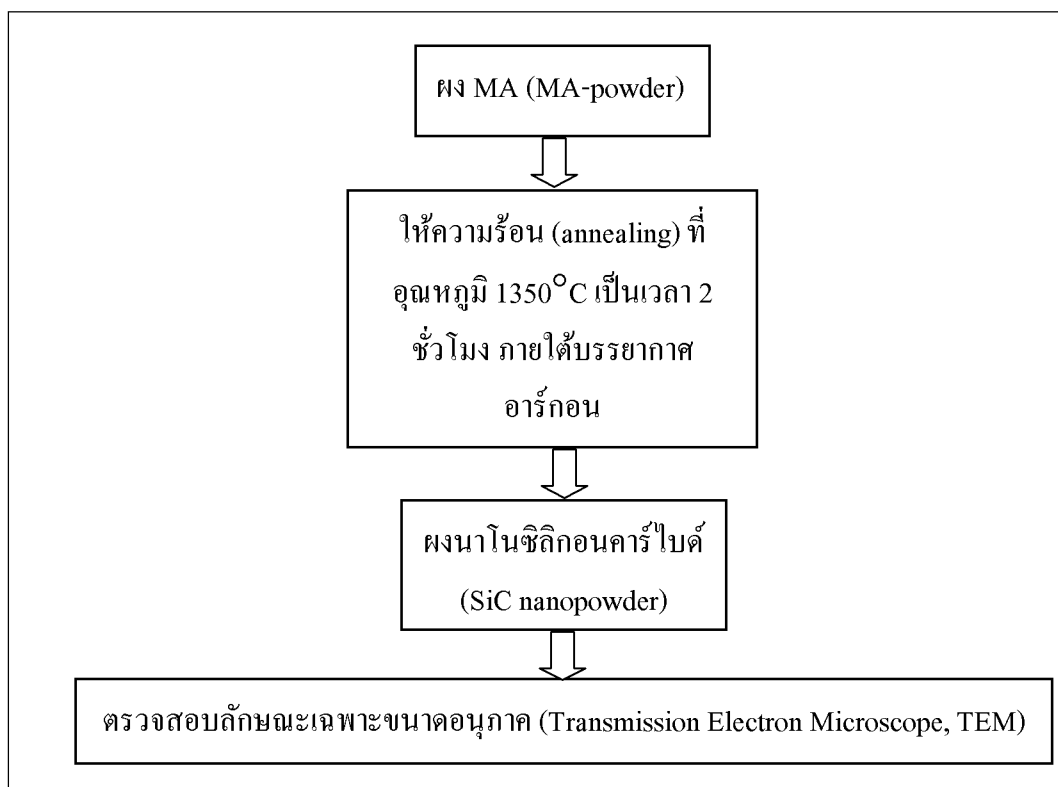 ผง MA (MA-powder)
ให้ความร้อน (annealing) ที่
อุณหภูมิ 1350°C เป็นเวลา 2
ชั่วโมง ภายใต้บรรยากาศ
อาร์กอน
ผงนาโนซิลิกอนคาร์ไบด์
(SiC nanopowder)
ตรวจสอบลักษณะเฉพาะขนาดอนุภาค (Transmission Electron Microscope, TEM)